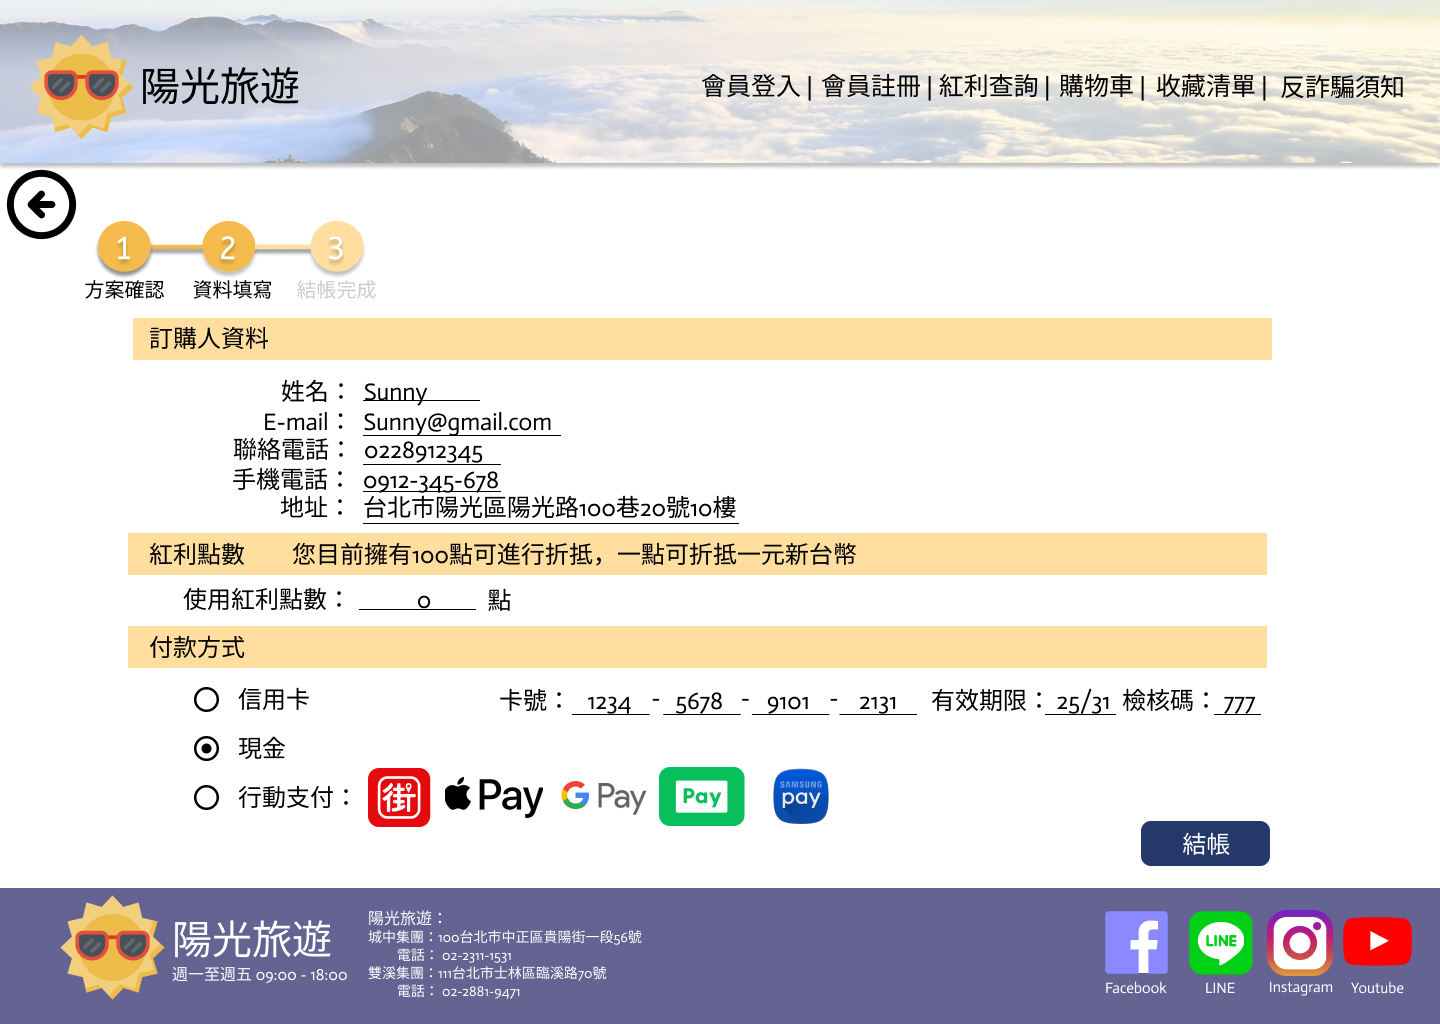 陽光旅遊
會員登入 | 會員註冊 | 紅利查詢 | 購物車 | 收藏清單 | 反詐騙須知
1 2 3
方案確認 資料填寫 結帳完成
訂購人資料
姓名： Sunny
E-mail： Sunny@gmail.com
聯絡電話： 0228912345
手機電話： 0912-345-678
地址： 台北市陽光區陽光路100巷20號10樓
紅利點數 您目前擁有100點可進行折抵，一點可折抵一元新台幣
使用紅利點數： 0 點
付款方式
信用卡 卡號： 1234 - 5678 - 9101 - 2131 有效期限： 25/31 檢核碼： 777
現金
行動支付： 街 Pay G Pay Pay SAMSUNG pay
結帳
陽光旅遊
週一至週五 09:00 - 18:00
陽光旅遊：
城中集團：100台北市中正區貴陽街一段56號
電話： 02-2311-1531
雙溪集團：111台北市士林區臨溪路70號
電話： 02-2881-9471
LINE
Facebook LINE Instagram Youtube